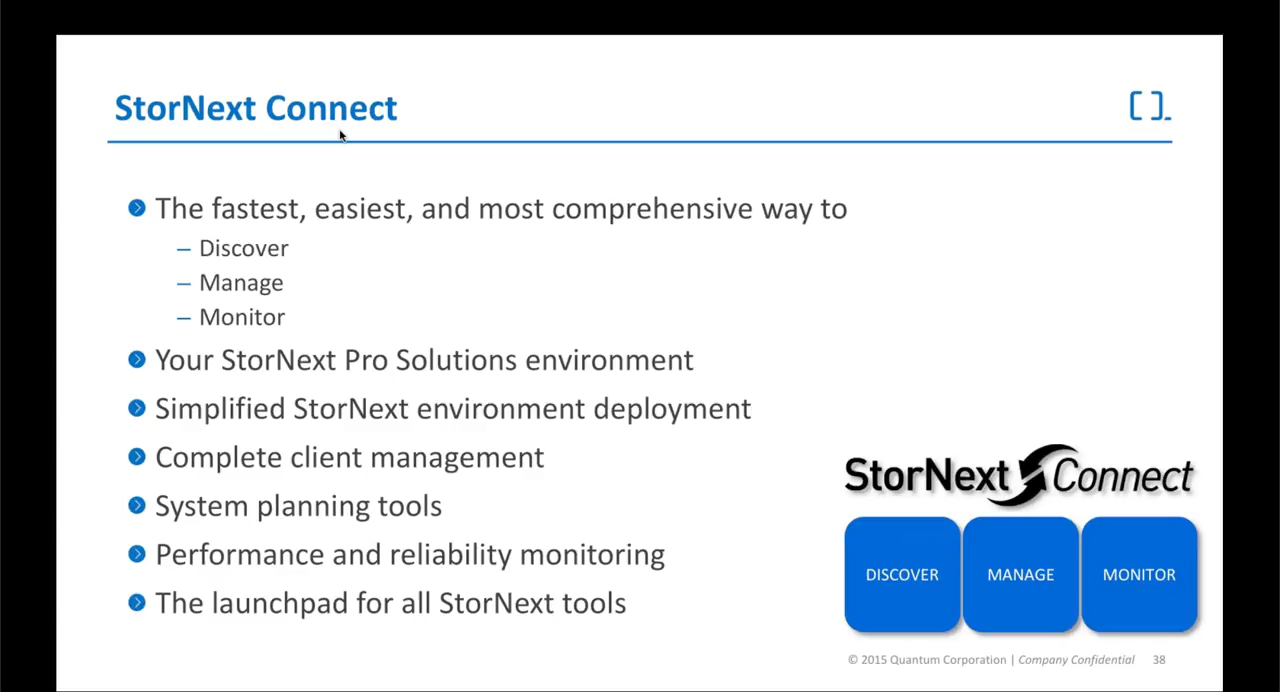 StorNext Connect
The fastest, easiest, and most comprehensive way to
– Discover
– Manage
– Monitor
Your StorNext Pro Solutions environment
Simplified StorNext environment deployment
Complete client management
System planning tools
Performance and reliability monitoring
The launchpad for all StorNext tools
StorNext Connect
DISCOVER MANAGE MONITOR
© 2015 Quantum Corporation | Company Confidential 38